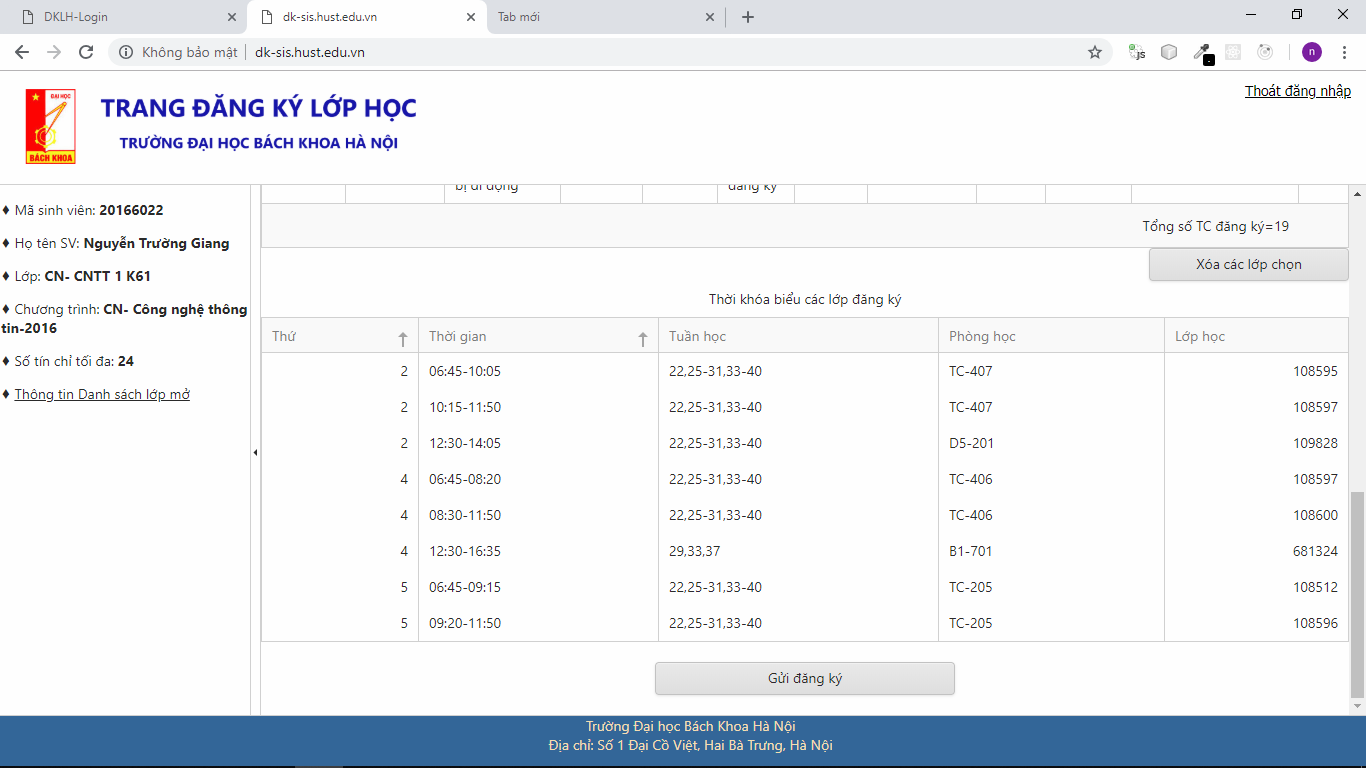 DKLH-Login
dk-sis.hust.edu.vn
Tab mới
Không bảo mật
dk-sis.hust.edu.vn
JS
n
ĐẠI HỌC
BÁCH KHOA
TRANG ĐĂNG KÝ LỚP HỌC
TRƯỜNG ĐẠI HỌC BÁCH KHOA HÀ NỘI
Thoát đăng nhập
♦ Mã sinh viên: 20166022
♦ Họ tên SV: Nguyễn Trường Giang
♦ Lớp: CN- CNTT 1 K61
♦ Chương trình: CN- Công nghệ thông
tin-2016
♦ Số tín chỉ tối đa: 24
♦ Thông tin Danh sách lớp mở
bị di động đăng ký
Tổng số TC đăng ký=19
Xóa các lớp chọn
Thời khóa biểu các lớp đăng ký
Thứ Thời gian Tuần học Phòng học Lớp học
2 06:45-10:05 22,25-31,33-40 TC-407 108595
2 10:15-11:50 22,25-31,33-40 TC-407 108597
2 12:30-14:05 22,25-31,33-40 D5-201 109828
4 06:45-08:20 22,25-31,33-40 TC-406 108597
4 08:30-11:50 22,25-31,33-40 TC-406 108600
4 12:30-16:35 29,33,37 B1-701 681324
5 06:45-09:15 22,25-31,33-40 TC-205 108512
5 09:20-11:50 22,25-31,33-40 TC-205 108596
Gửi đăng ký
Trường Đại học Bách Khoa Hà Nội
Địa chỉ: Số 1 Đại Cồ Việt, Hai Bà Trưng, Hà Nội